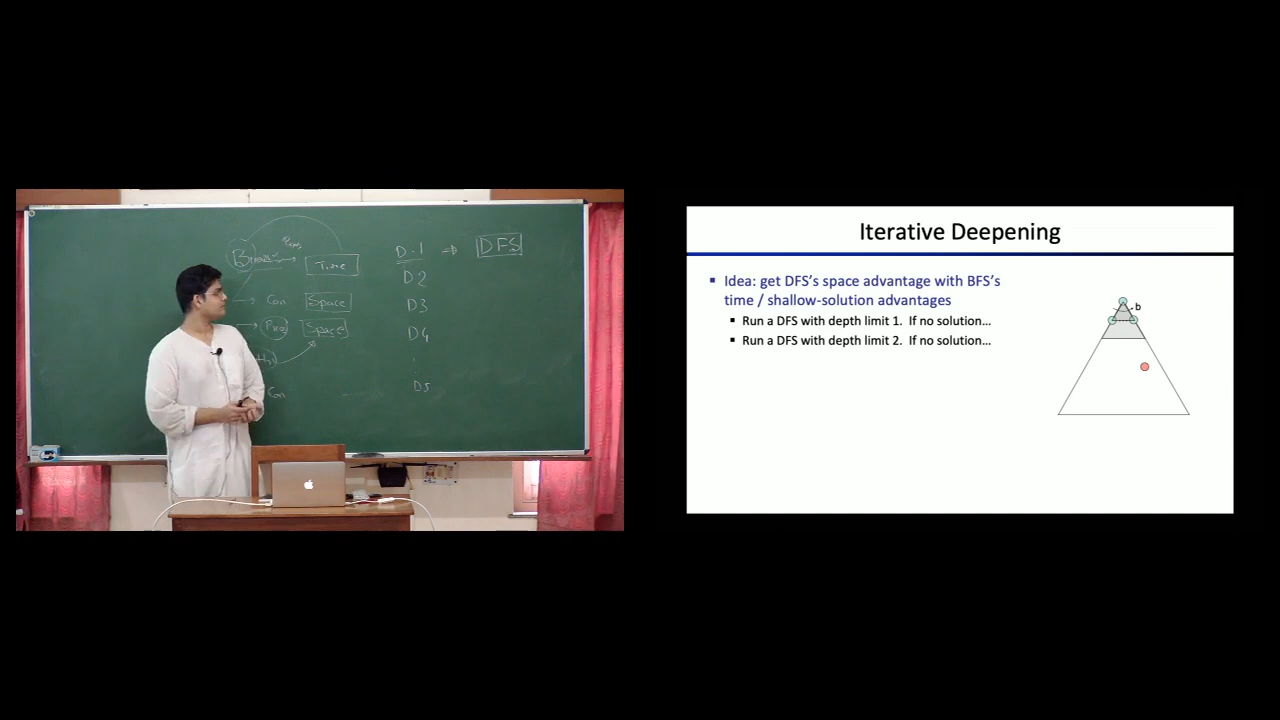 Time
D-1 ⇒ DFS
D2
Con Space
D3
Space
D4
Con
D5
Iterative Deepening
▪ Idea: get DFS’s space advantage with BFS’s
time / shallow-solution advantages
▪ Run a DFS with depth limit 1. If no solution…
▪ Run a DFS with depth limit 2. If no solution…
b